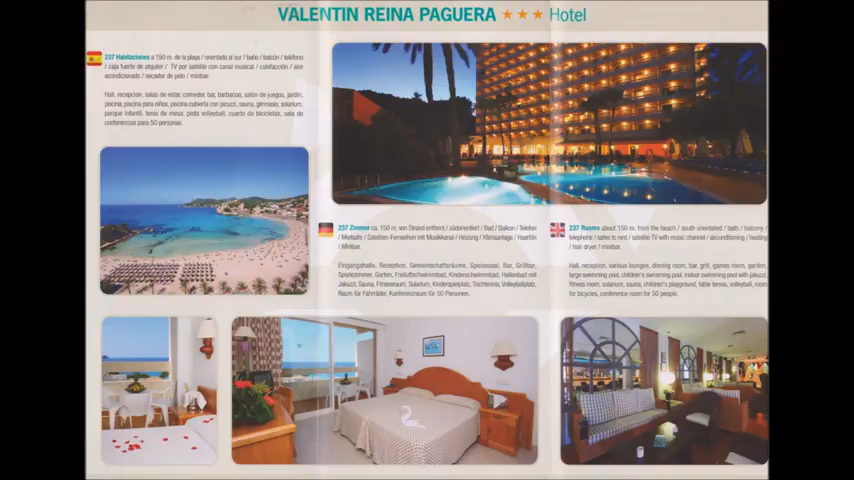 VALENTIN REINA PAGUERA ★ ★ ★ Hotel
237 Habitaciones a 150 m. de la playa / orientado al sur / baño / balcón / teléfono
/ caja fuerte de alquiler / TV por satélite con canal musical / calefacción / aire
acondicionado / secador de pelo / minibar.
Hall, recepción, salas de estar, comedor, bar, barbacoa, salón de juegos, jardín,
piscina, piscina para niños, piscina cubierta con jacuzzi, sauna, gimnasio, solarium,
parque infantil, tenis de mesa, pista volleyball, cuarto de bicicletas, sala de
conferencias para 50 personas.
237 Zimmer ca. 150 m. von Strand entfernt / südorientiert / Bad / Balkon / Telefon
/ Mietsafe / Satelliten-Fernsehen mit Musikkanal / Heizung / Klimaanlage / Haarfön
/ Minibar.
Eingangshalle, Rezeption, Gemeinschaftsräume, Speisesaal, Bar, Grillbar,
Spielezimmer, Garten, Freiluftschwimmbad, Kinderschwimmbad, Hallenbad mit
Jakuzzi, Sauna, Fitnessraum, Solarium, Kinderspielplatz, Tischtennis, Volleyballplatz,
Raum für Fahrräder, Konferenzraum für 50 Personen.
237 Rooms about 150 m. from the beach / south orientated / bath / balcony /
telephone / safes to rent / satellite TV with music channel / airconditioning / heating
/ hair dryer / minibar.
Hall, reception, various lounges, dinning room, bar, grill, games room, garden,
large swimming pool, children's swimming pool, indoor swimming pool with jakuzzi,
fitness room, solarium, sauna, children's playground, table tennis, volleyball, room
for bicycles, conference room for 50 people.